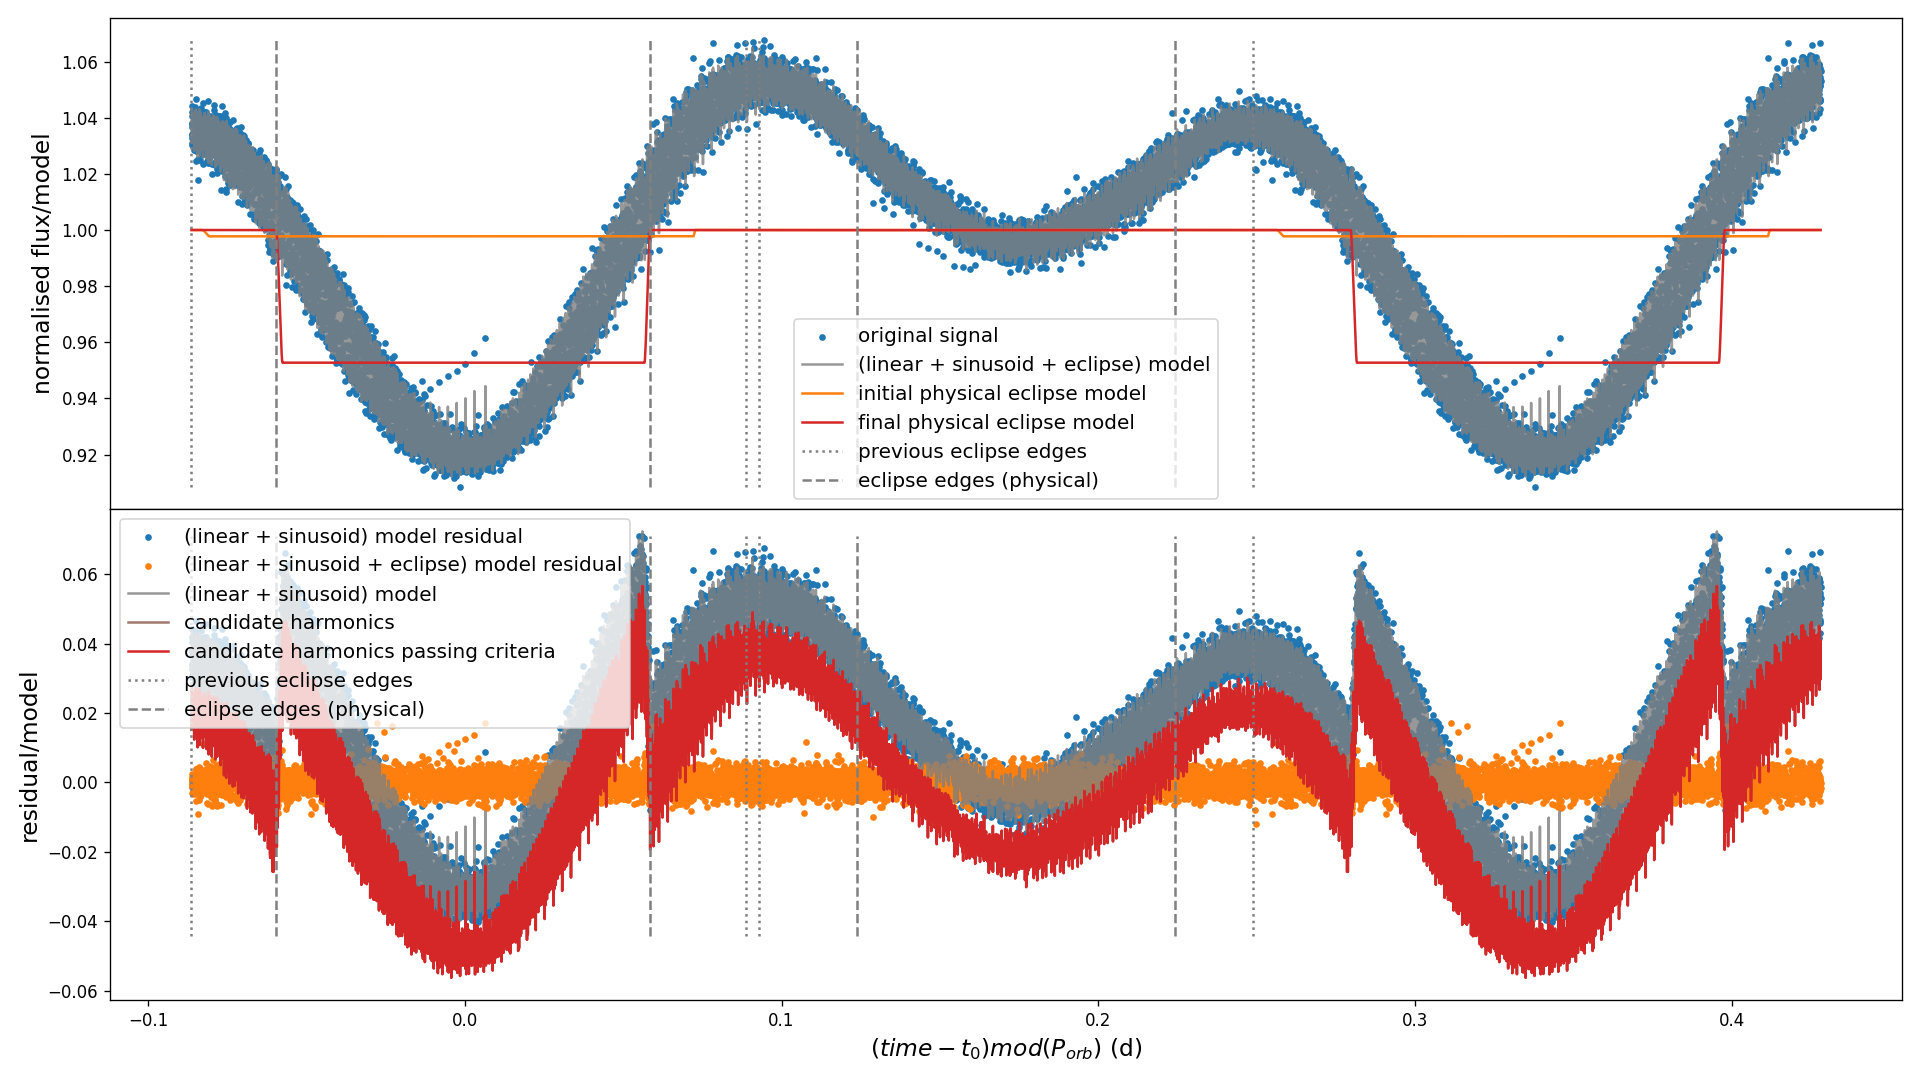 normalised flux/model
1.06
1.04
1.02
1.00
0.98
0.96
0.94
0.92
original signal
(linear + sinusoid + eclipse) model
initial physical eclipse model
final physical eclipse model
previous eclipse edges
eclipse edges (physical)
residual/model
0.06
0.04
0.02
0.00
−0.02
−0.04
−0.06
(linear + sinusoid) model residual
(linear + sinusoid + eclipse) model residual
(linear + sinusoid) model
candidate harmonics
candidate harmonics passing criteria
previous eclipse edges
eclipse edges (physical)
−0.1 0.0 0.1 0.2 0.3 0.4
(time − t₀)mod(P_orb) (d)